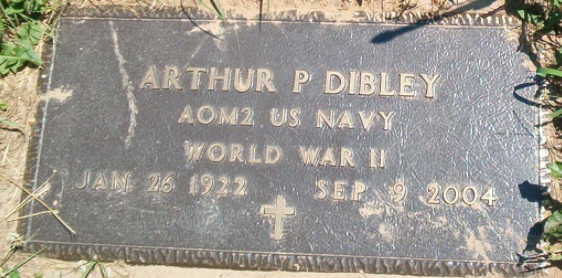 ARTHUR P DIBLEY
AOM2 US NAVY
WORLD WAR II
JAN 26 1922 SEP 9 2004